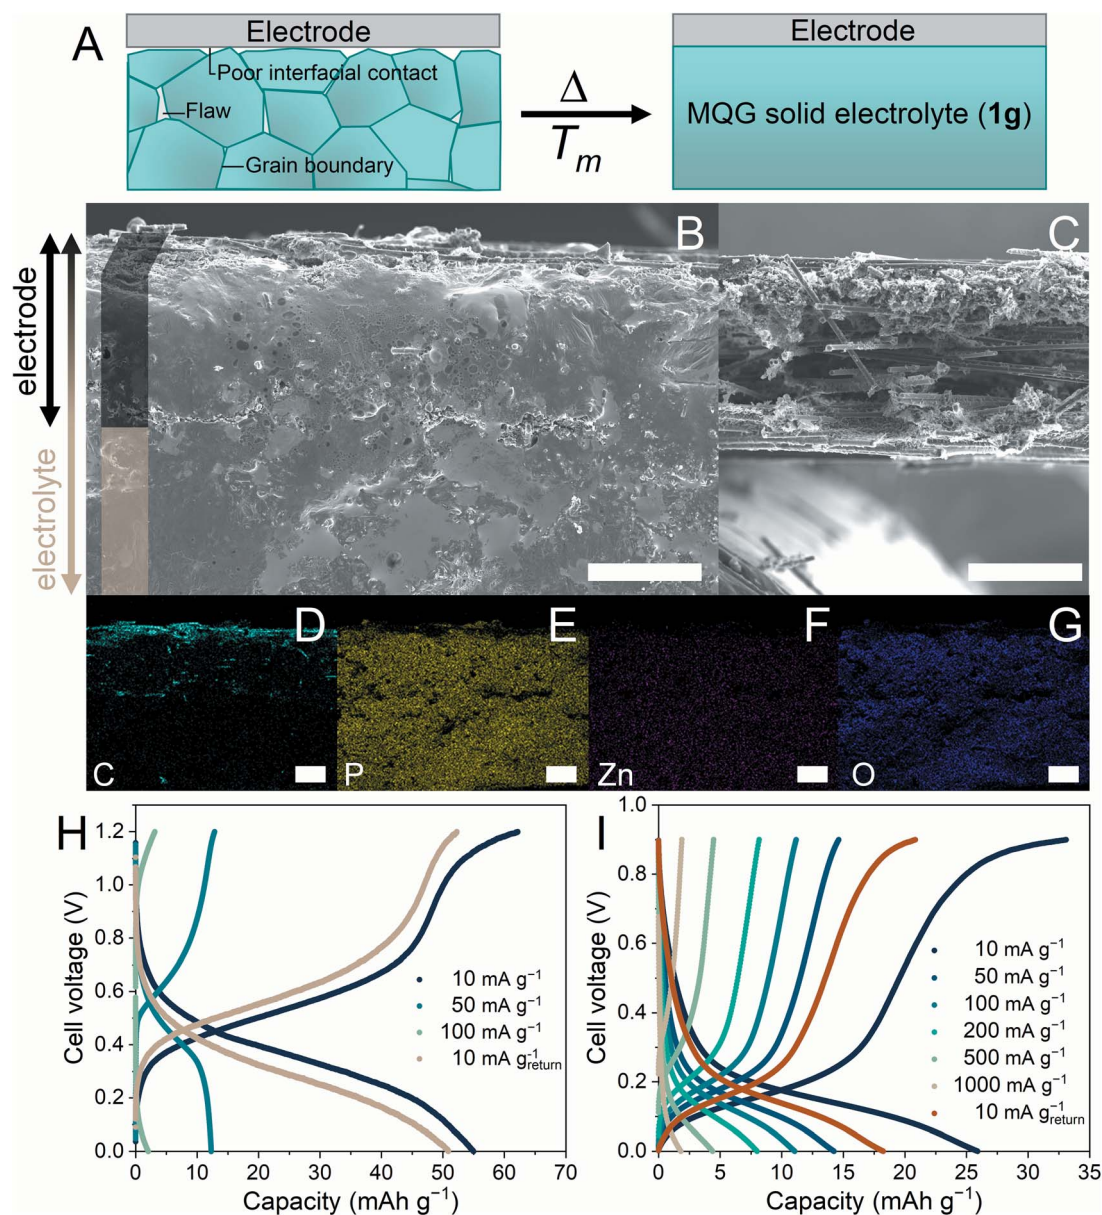 A
Electrode
Poor interfacial contact
Flaw
Grain boundary
Δ
Tm
Electrode
MQG solid electrolyte (1g)
electrode
electrolyte
B
C
D
C
E
P
F
Zn
G
O
H
Cell voltage (V)
1.2
1.0
0.8
0.6
0.4
0.2
0.0
10 mA g⁻¹
50 mA g⁻¹
100 mA g⁻¹
10 mA g⁻¹return
0 10 20 30 40 50 60 70
Capacity (mAh g⁻¹)
I
Cell voltage (V)
1.0
0.8
0.6
0.4
0.2
0.0
10 mA g⁻¹
50 mA g⁻¹
100 mA g⁻¹
200 mA g⁻¹
500 mA g⁻¹
1000 mA g⁻¹
10 mA g⁻¹return
0 5 10 15 20 25 30 35
Capacity (mAh g⁻¹)